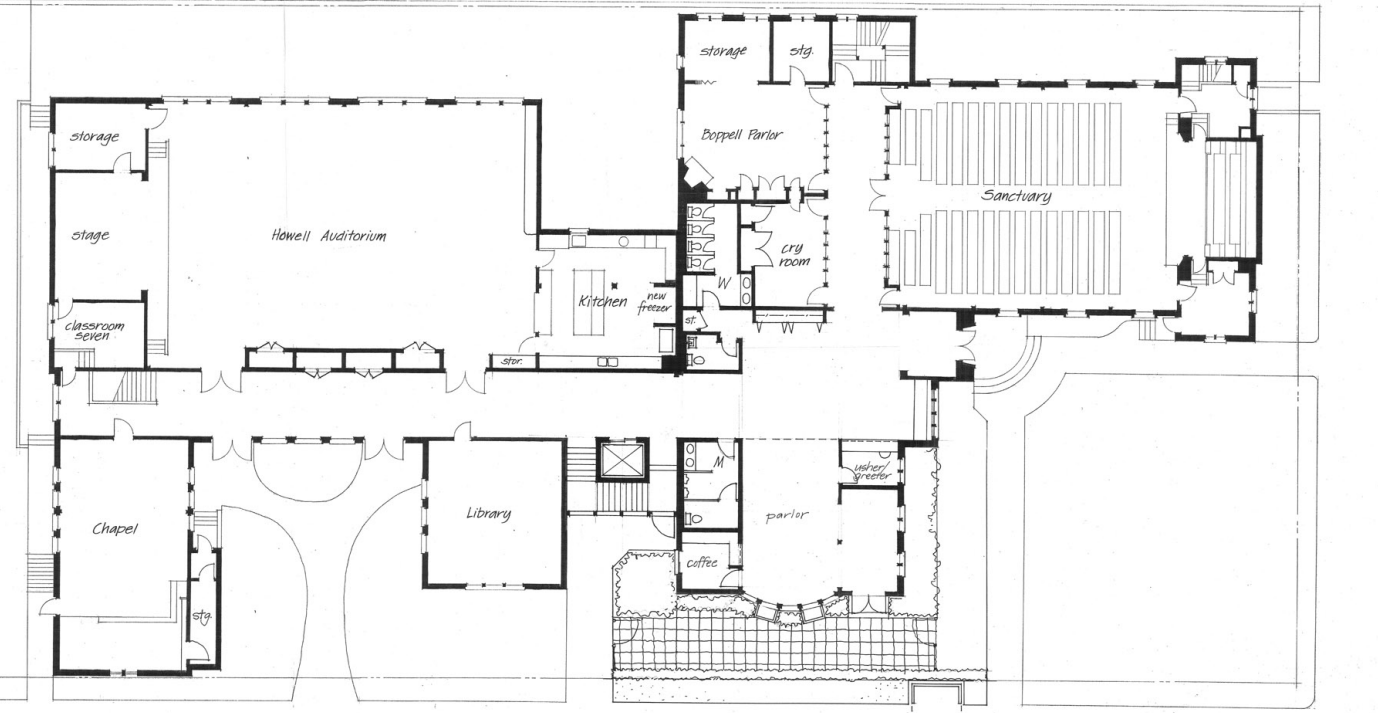 storage
stg.
storage
Boppell Parlor
Sanctuary
stage
Howell Auditorium
cry
room
W
Kitchen
new
freezer
st.
classroom
seven
stor.
M
usher/
greeter
Chapel
Library
parlor
coffee
stg.